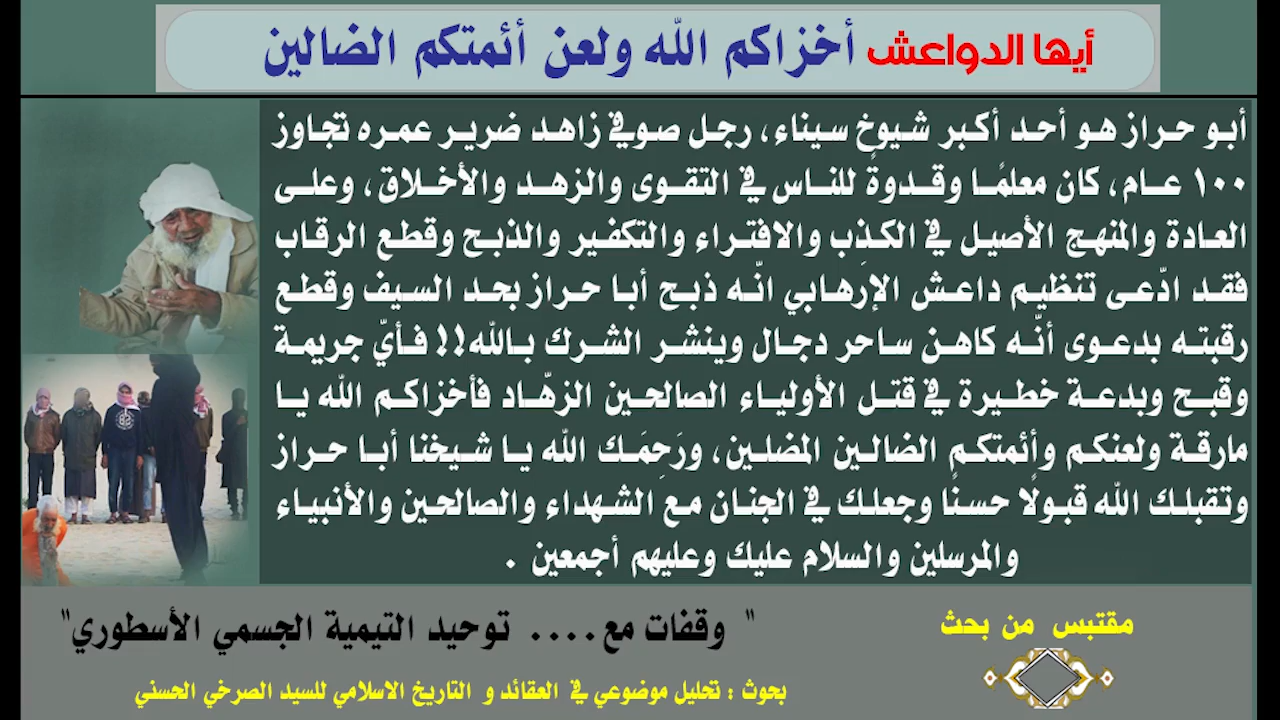 أيها الدواعش أخزاكم الله ولعن أئمتكم الضالين
أبو حراز هو أحد أكبر شيوخ سيناء، رجل صوفي زاهد ضرير عمره تجاوز
١٠٠ عام، كان معلمًا وقدوةً للناس في التقوى والزهد والأخلاق، وعلى
العادة والمنهج الأصيل في الكذِب والافتراء والتكفير والذبح وقطع الرقاب
فقد ادّعى تنظيم داعش الإرهابي انّه ذبح أبا حراز بحد السيف وقطع
رقبته بدعوى أنّه كاهن ساحر دجال وينشر الشرك بالله!! فأيّ جريمة
وقبح وبدعة خطيرة في قتل الأولياء الصالحين الزهّاد فأخزاكم الله يا
مارقة ولعنكم وأئمتكم الضالين المضلين، ورَحِمَك الله يا شيخنا أبا حراز
وتقبلك الله قبولًا حسنًا وجعلك في الجنان مع الشهداء والصالحين والأنبياء
والمرسلين والسلام عليك وعليهم أجمعين .
مقتبس من بحث
" وقفات مع.... توحيد التيمية الجسمي الأسطوري"
بحوث : تحليل موضوعي في العقائد و التاريخ الاسلامي للسيد الصرخي الحسني